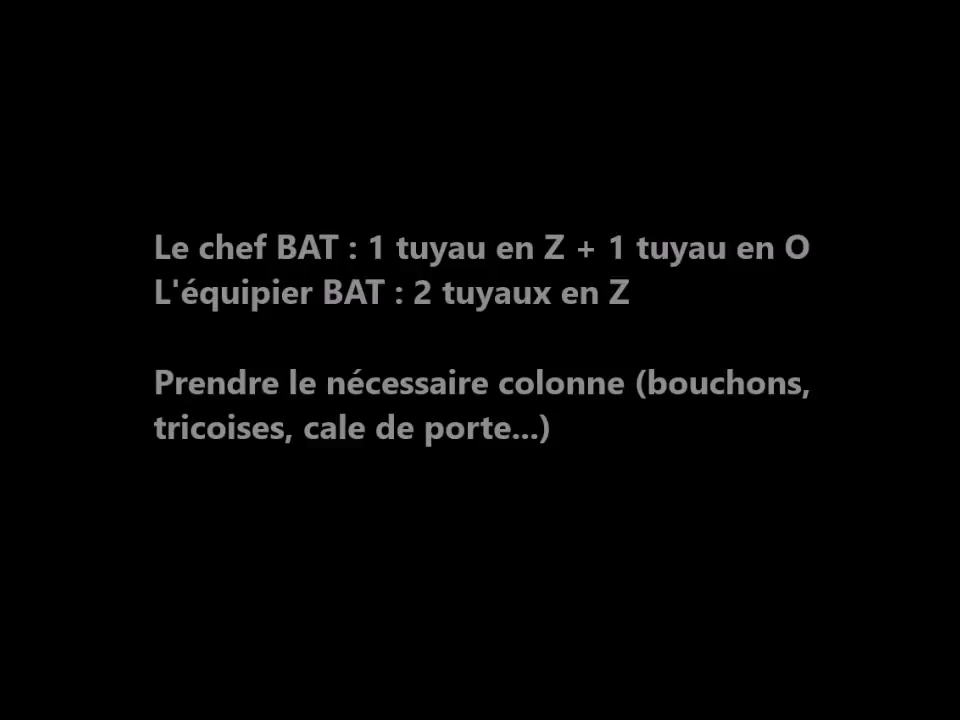 Le chef BAT : 1 tuyau en Z + 1 tuyau en O
L'équipier BAT : 2 tuyaux en Z
Prendre le nécessaire colonne (bouchons,
tricoises, cale de porte...)